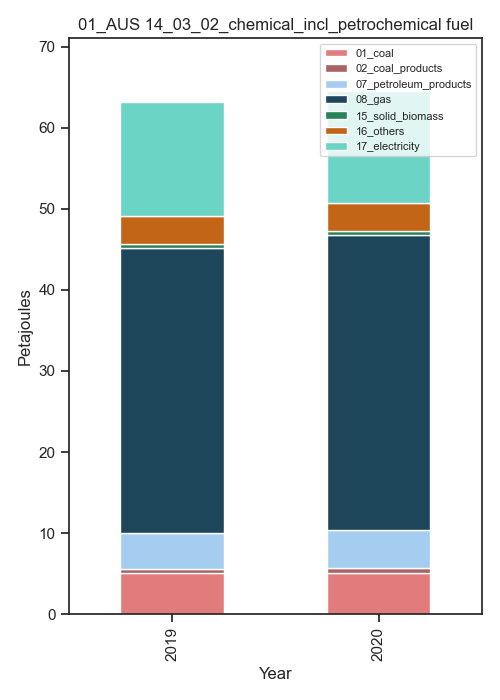 01_AUS 14_03_02_chemical_incl_petrochemical fuel
01_coal
02_coal_products
07_petroleum_products
08_gas
15_solid_biomass
16_others
17_electricity
Petajoules
70
60
50
40
30
20
10
0
2019
2020
Year